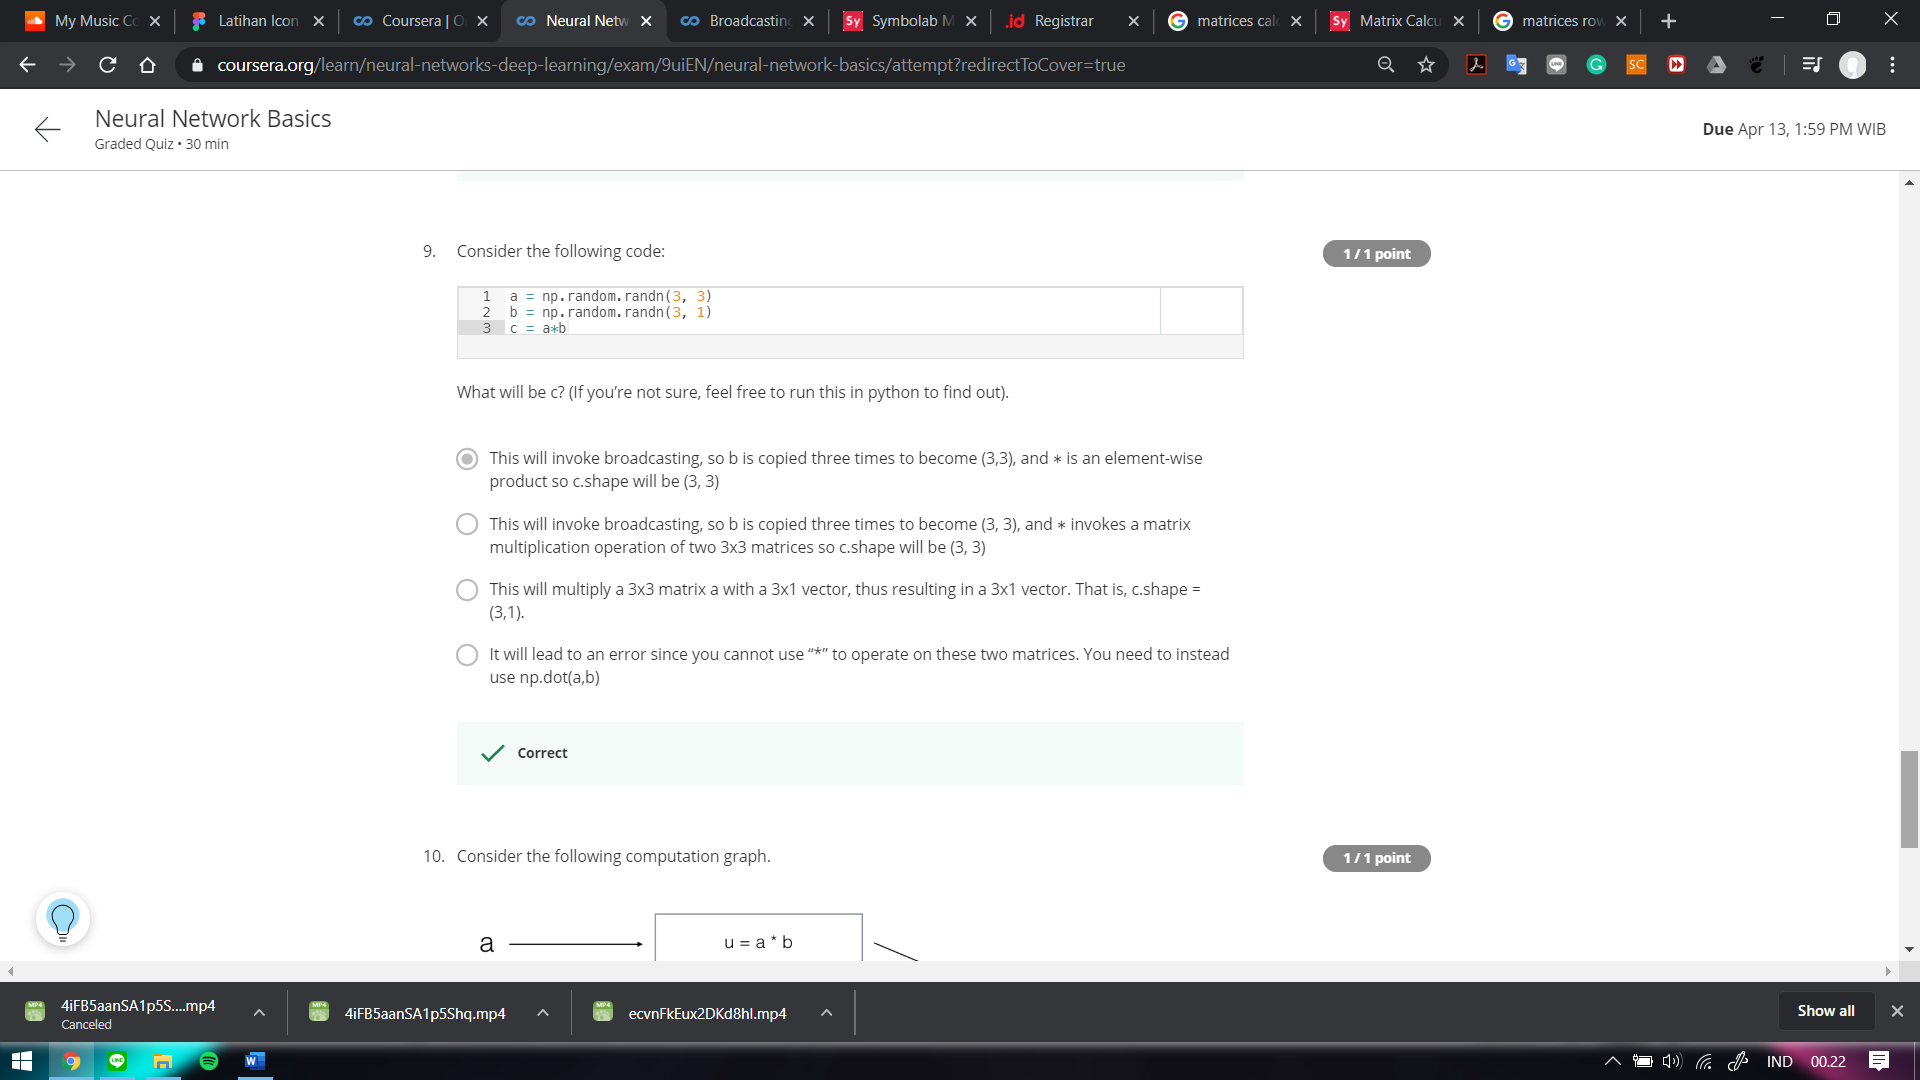 My Music Co
Latihan Icon
Coursera | O
Neural Netw
Broadcasting
Sy Symbolab M
.id Registrar
matrices cal
Sy Matrix Calcu
matrices row
coursera.org/learn/neural-networks-deep-learning/exam/9uiEN/neural-network-basics/attempt?redirectToCover=true
SC
Neural Network Basics
Graded Quiz • 30 min
Due Apr 13, 1:59 PM WIB
9. Consider the following code:
1 / 1 point
1 a = np.random.randn(3, 3)
2 b = np.random.randn(3, 1)
3 c = a*b
What will be c? (If you’re not sure, feel free to run this in python to find out).
This will invoke broadcasting, so b is copied three times to become (3,3), and ∗ is an element-wise
product so c.shape will be (3, 3)
This will invoke broadcasting, so b is copied three times to become (3, 3), and ∗ invokes a matrix
multiplication operation of two 3x3 matrices so c.shape will be (3, 3)
This will multiply a 3x3 matrix a with a 3x1 vector, thus resulting in a 3x1 vector. That is, c.shape =
(3,1).
It will lead to an error since you cannot use “*” to operate on these two matrices. You need to instead
use np.dot(a,b)
Correct
10. Consider the following computation graph.
1 / 1 point
a
u = a * b
MP4 4iFB5aanSA1p5S....mp4
Canceled
MP4 4iFB5aanSA1p5Shq.mp4
MP4 ecvnFkEux2DKd8hI.mp4
Show all
LINE
W
IND
00.22